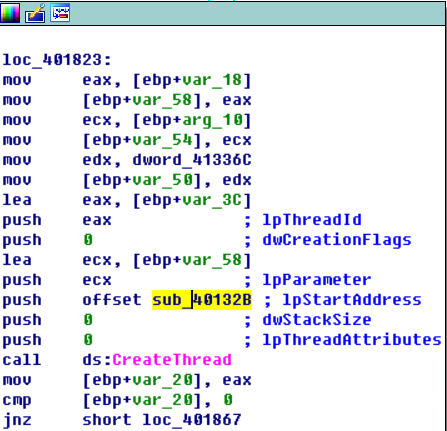 loc_401823:
mov eax, [ebp+var_18]
mov [ebp+var_58], eax
mov ecx, [ebp+arg_10]
mov [ebp+var_54], ecx
mov edx, dword_41336C
mov [ebp+var_50], edx
lea eax, [ebp+var_3C]
push eax ; lpThreadId
push 0 ; dwCreationFlags
lea ecx, [ebp+var_58]
push ecx ; lpParameter
push offset sub_40132B ; lpStartAddress
push 0 ; dwStackSize
push 0 ; lpThreadAttributes
call ds:CreateThread
mov [ebp+var_20], eax
cmp [ebp+var_20], 0
jnz short loc_401867